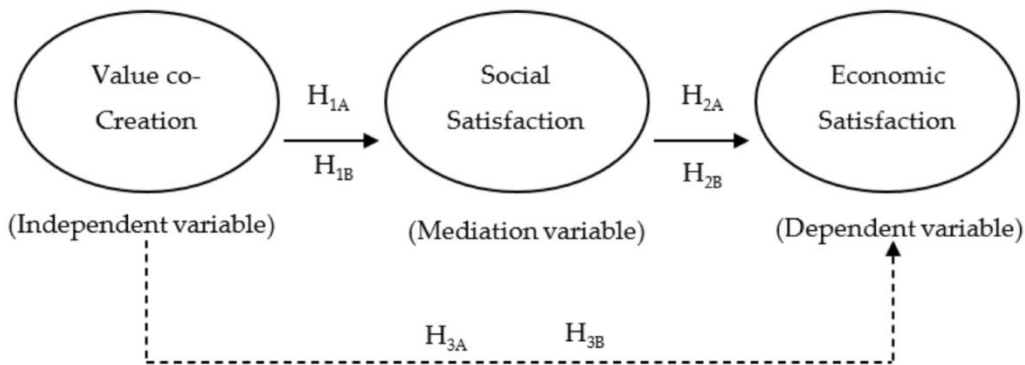 Value co-
Creation
H1A
H1B
Social
Satisfaction
H2A
H2B
Economic
Satisfaction
(Independent variable)
(Mediation variable)
(Dependent variable)
H3A
H3B